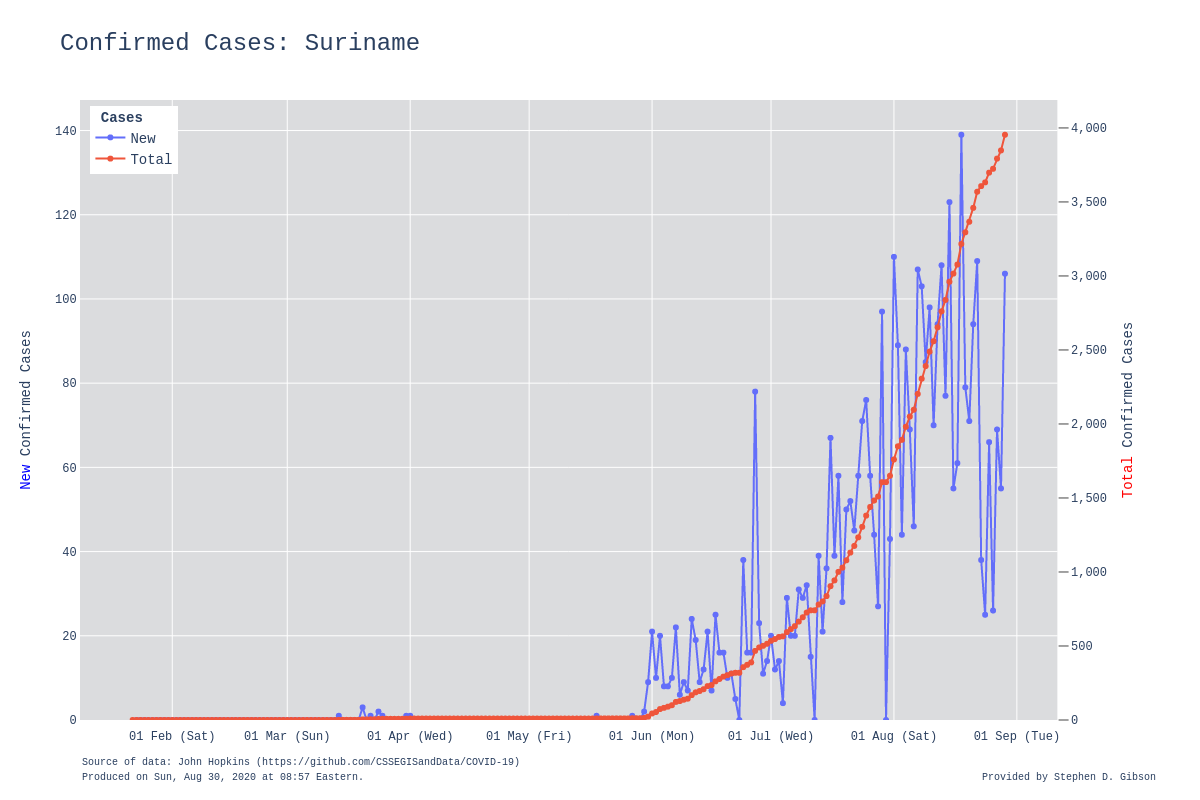 Confirmed Cases: Suriname
Cases
New
Total
140
120
100
80
60
40
20
0
4,000
3,500
3,000
2,500
2,000
1,500
1,000
500
0
New Confirmed Cases
Total Confirmed Cases
01 Feb (Sat) 01 Mar (Sun) 01 Apr (Wed) 01 May (Fri) 01 Jun (Mon) 01 Jul (Wed) 01 Aug (Sat) 01 Sep (Tue)
Source of data: John Hopkins (https://github.com/CSSEGISandData/COVID-19)
Produced on Sun, Aug 30, 2020 at 08:57 Eastern.
Provided by Stephen D. Gibson